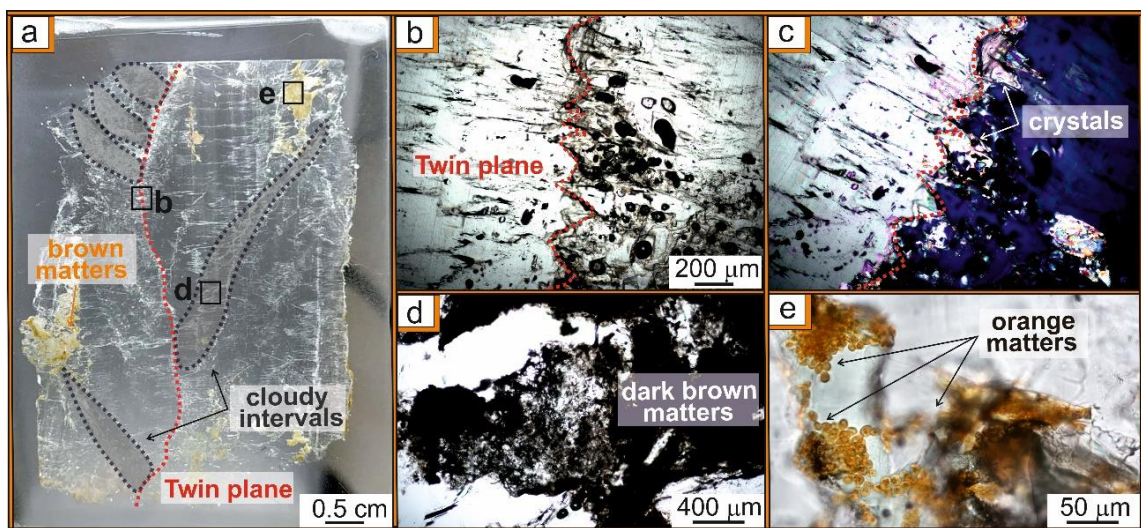 a
e
b
brown
matters
d
cloudy
intervals
Twin plane
0.5 cm
b
Twin plane
200 µm
c
crystals
d
dark brown
matters
400 µm
e
orange
matters
50 µm